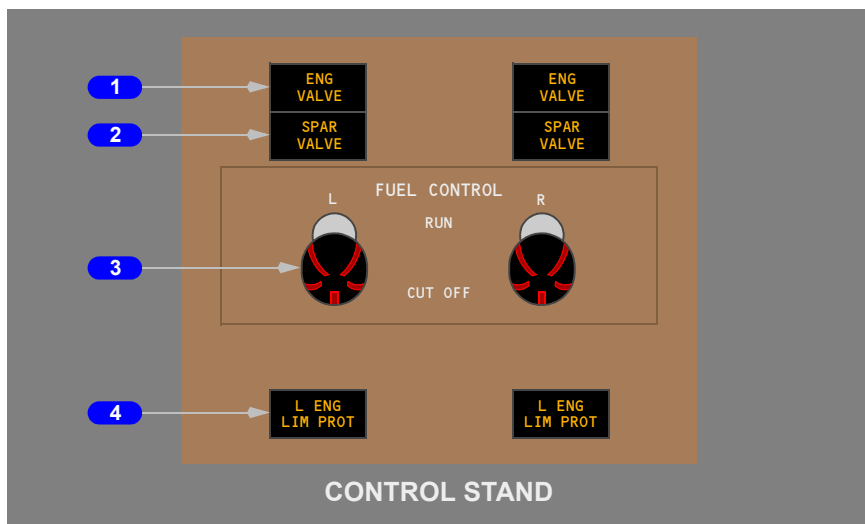 1
ENG
VALVE
ENG
VALVE
2
SPAR
VALVE
SPAR
VALVE
FUEL CONTROL
L
R
RUN
3
CUT OFF
4
L ENG
LIM PROT
L ENG
LIM PROT
CONTROL STAND